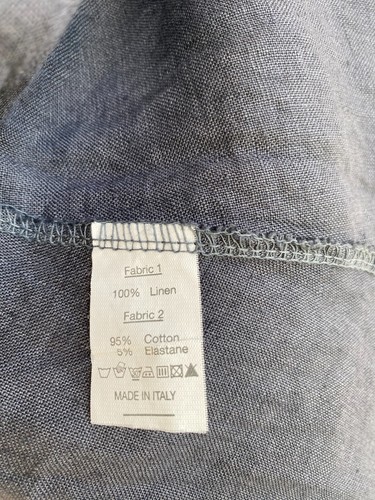 Fabric 1
100% Linen
Fabric 2
95% Cotton
5% Elastane
MADE IN ITALY